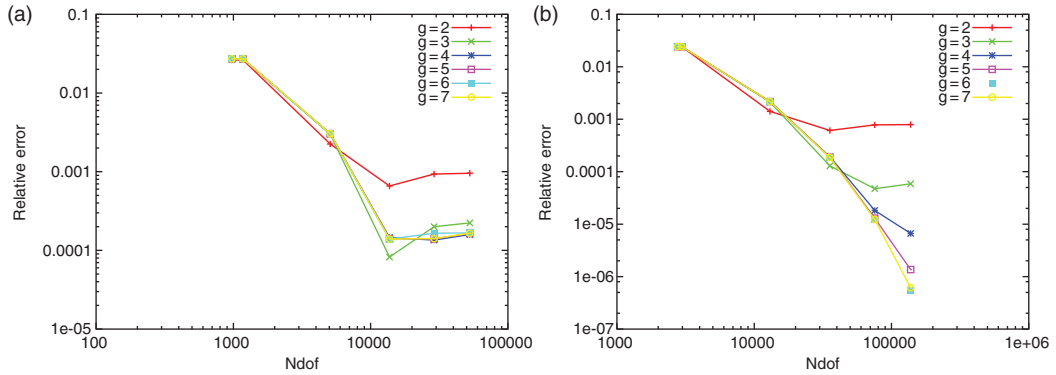 (a)
0.1
0.01
0.001
0.0001
1e-05
Relative error
100
1000
10000
100000
Ndof
g=2
g=3
g=4
g=5
g=6
g=7
(b)
0.1
0.01
0.001
0.0001
1e-05
1e-06
1e-07
Relative error
1000
10000
100000
1e+06
Ndof
g=2
g=3
g=4
g=5
g=6
g=7